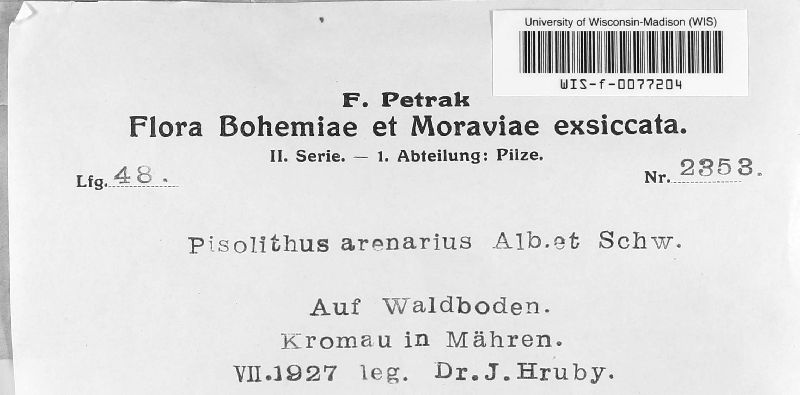 University of Wisconsin-Madison (WIS)
WIS-f-0077204
F. Petrak
Flora Bohemiae et Moraviae exsiccata.
II. Serie. — 1. Abteilung: Pilze.
Lfg. 48.
Nr. 2353.
Pisolithus arenarius Alb.et Schw.
Auf Waldboden.
Kromau in Mähren.
VII.1927 leg. Dr.J.Hruby.